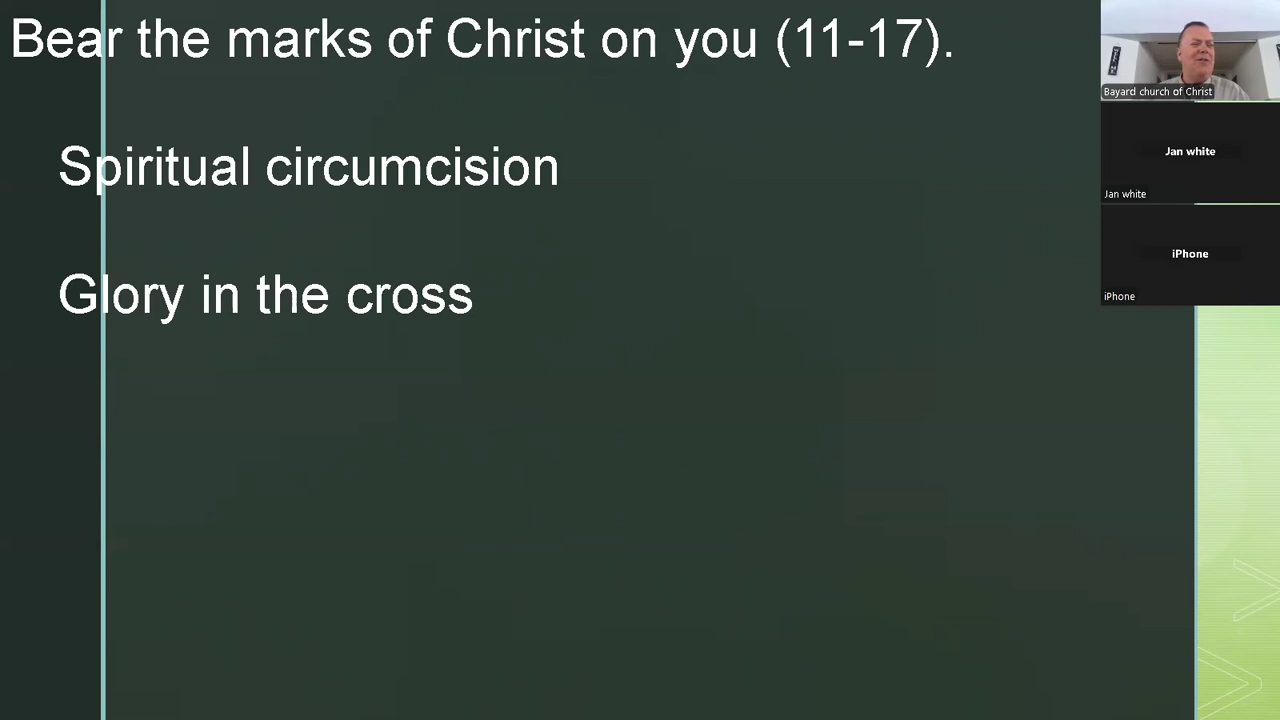 Bear the marks of Christ on you (11-17).
Spiritual circumcision
Glory in the cross
Bayard church of Christ
Jan white
Jan white
iPhone
iPhone